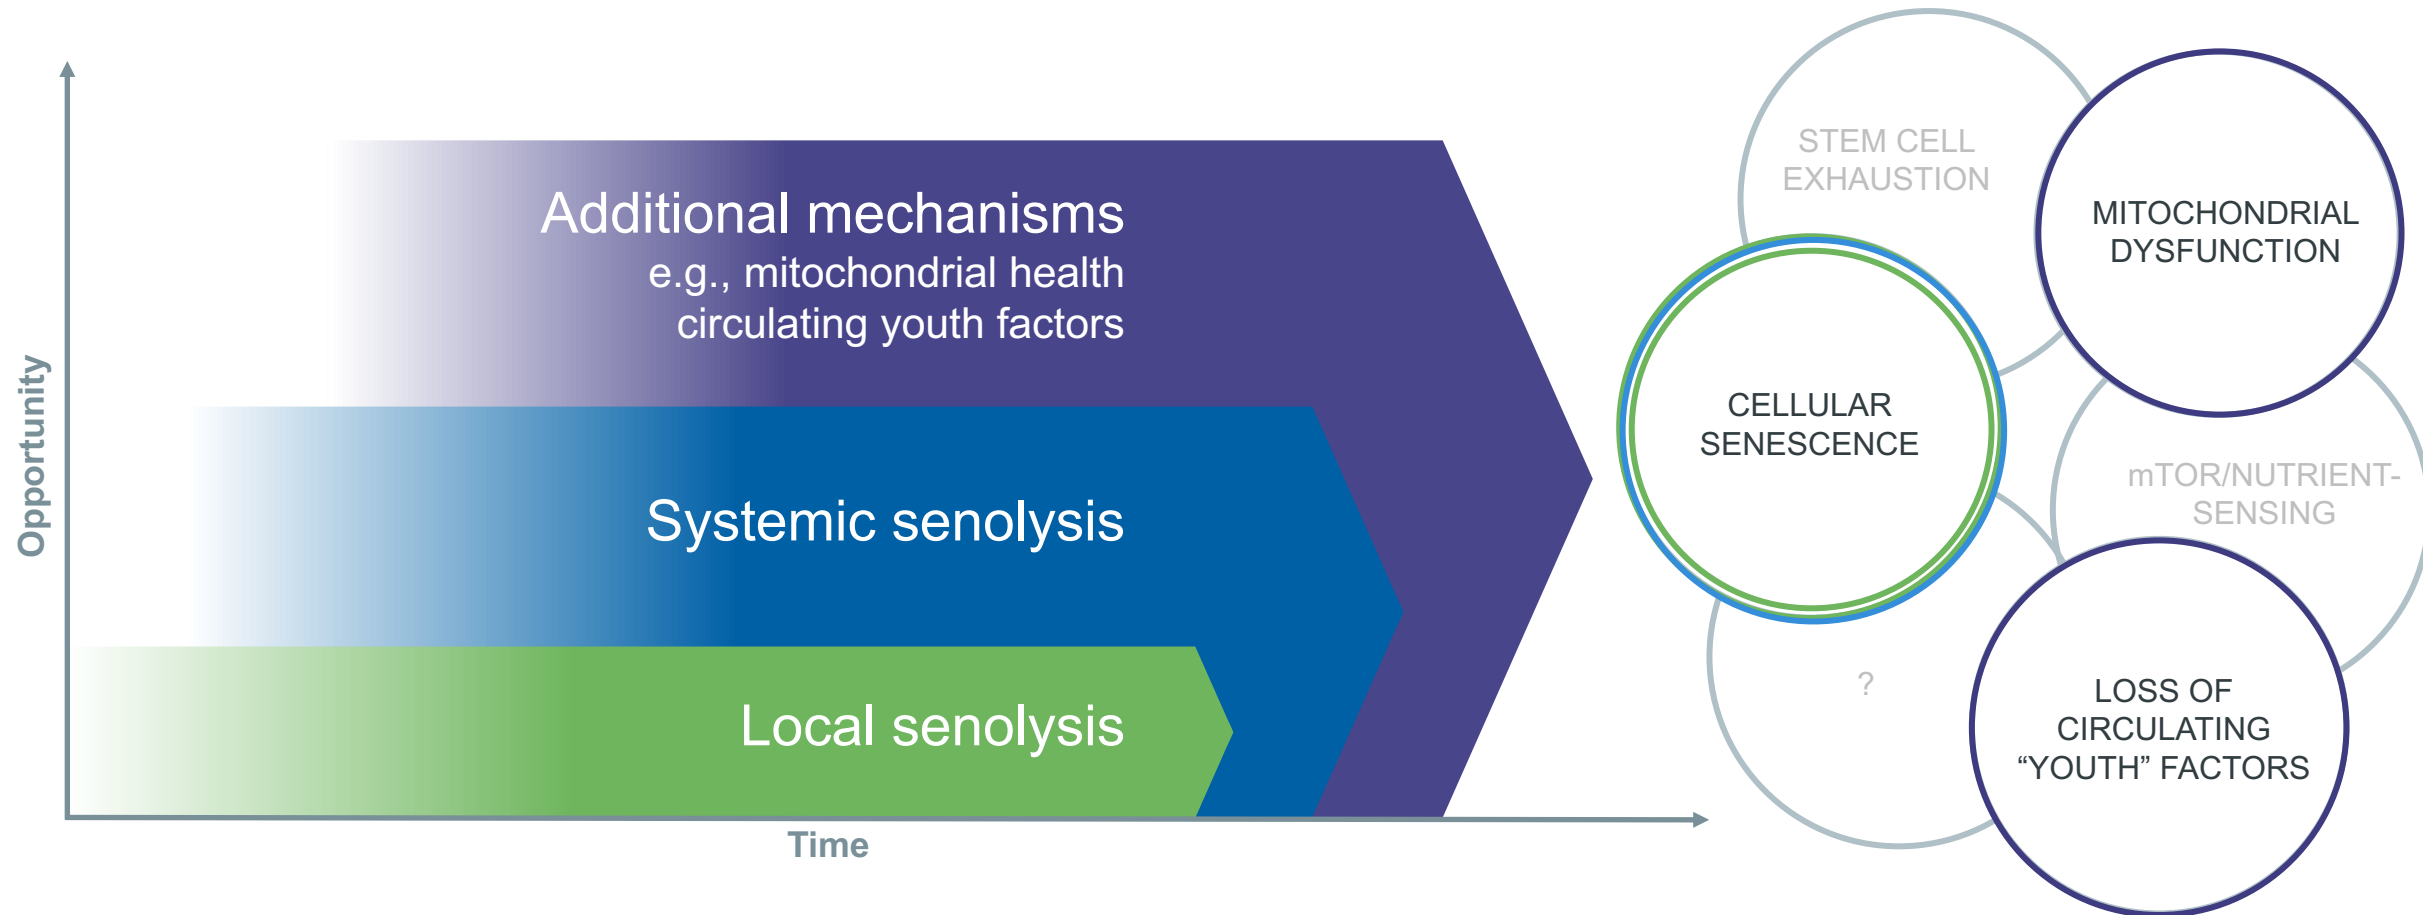 Opportunity
Additional mechanisms
e.g., mitochondrial health
circulating youth factors
Systemic senolysis
Local senolysis
Time
STEM CELL
EXHAUSTION
MITOCHONDRIAL
DYSFUNCTION
CELLULAR
SENESCENCE
mTOR/NUTRIENT-
SENSING
?
LOSS OF
CIRCULATING
“YOUTH” FACTORS